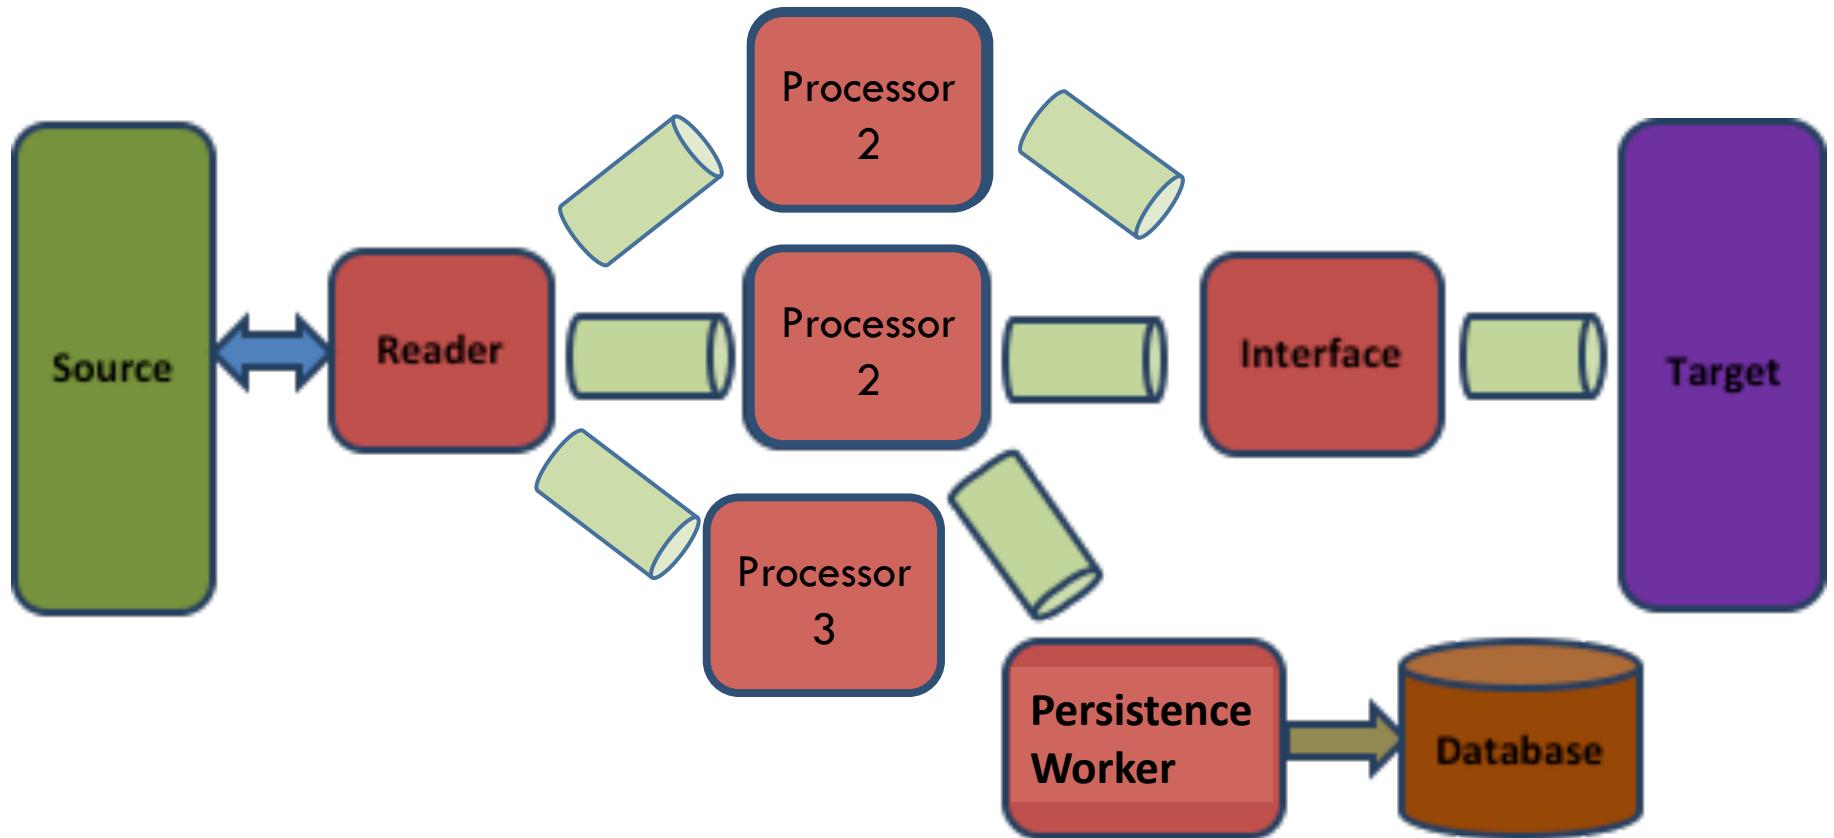 Processor
2
Source
Reader
Processor
2
Interface
Target
Processor
3
Persistence
Worker
Database